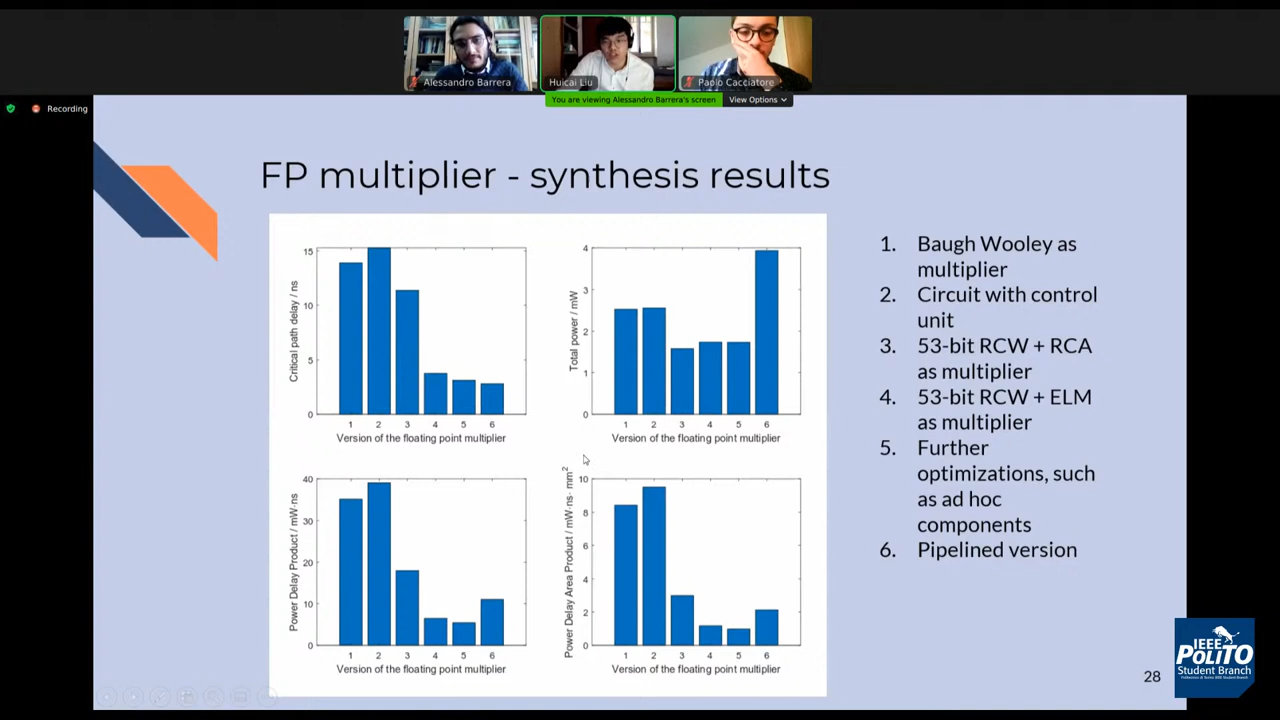 Alessandro Barrera
Huicai Liu
Paolo Cacciatore
You are viewing Alessandro Barrera's screen
View Options
Recording
FP multiplier - synthesis results
15
10
5
0
Critical path delay / ns
1 2 3 4 5 6
Version of the floating point multiplier
4
3
2
1
0
Total power / mW
1 2 3 4 5 6
Version of the floating point multiplier
40
30
20
10
0
Power Delay Product / mW·ns
1 2 3 4 5 6
Version of the floating point multiplier
10
8
6
4
2
0
Power Delay Area Product / mW·ns· mm²
1 2 3 4 5 6
Version of the floating point multiplier
1. Baugh Wooley as
multiplier
2. Circuit with control
unit
3. 53-bit RCW + RCA
as multiplier
4. 53-bit RCW + ELM
as multiplier
5. Further
optimizations, such
as ad hoc
components
6. Pipelined version
28
IEEE
POLITO
Student Branch
Politecnico di Torino IEEE Student Branch